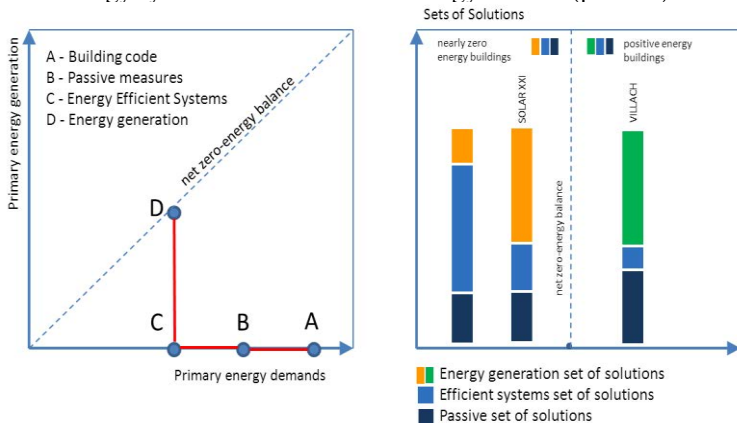 Sets of Solutions
Primary energy generation
A - Building code
B - Passive measures
C - Energy Efficient Systems
D - Energy generation
net zero-energy balance
D
C
B
A
Primary energy demands
nearly zero
energy buildings
positive energy
buildings
SOLAR XXI
VILLACH
net zero-energy balance
Energy generation set of solutions
Efficient systems set of solutions
Passive set of solutions